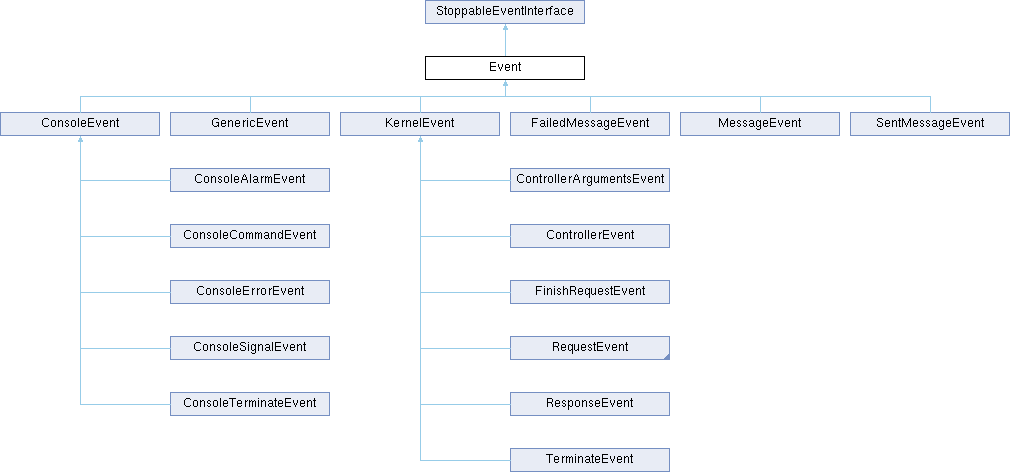 StoppableEventInterface
Event
ConsoleEvent GenericEvent KernelEvent FailedMessageEvent MessageEvent SentMessageEvent
ConsoleAlarmEvent ControllerArgumentsEvent
ConsoleCommandEvent ControllerEvent
ConsoleErrorEvent FinishRequestEvent
ConsoleSignalEvent RequestEvent
ConsoleTerminateEvent ResponseEvent
TerminateEvent